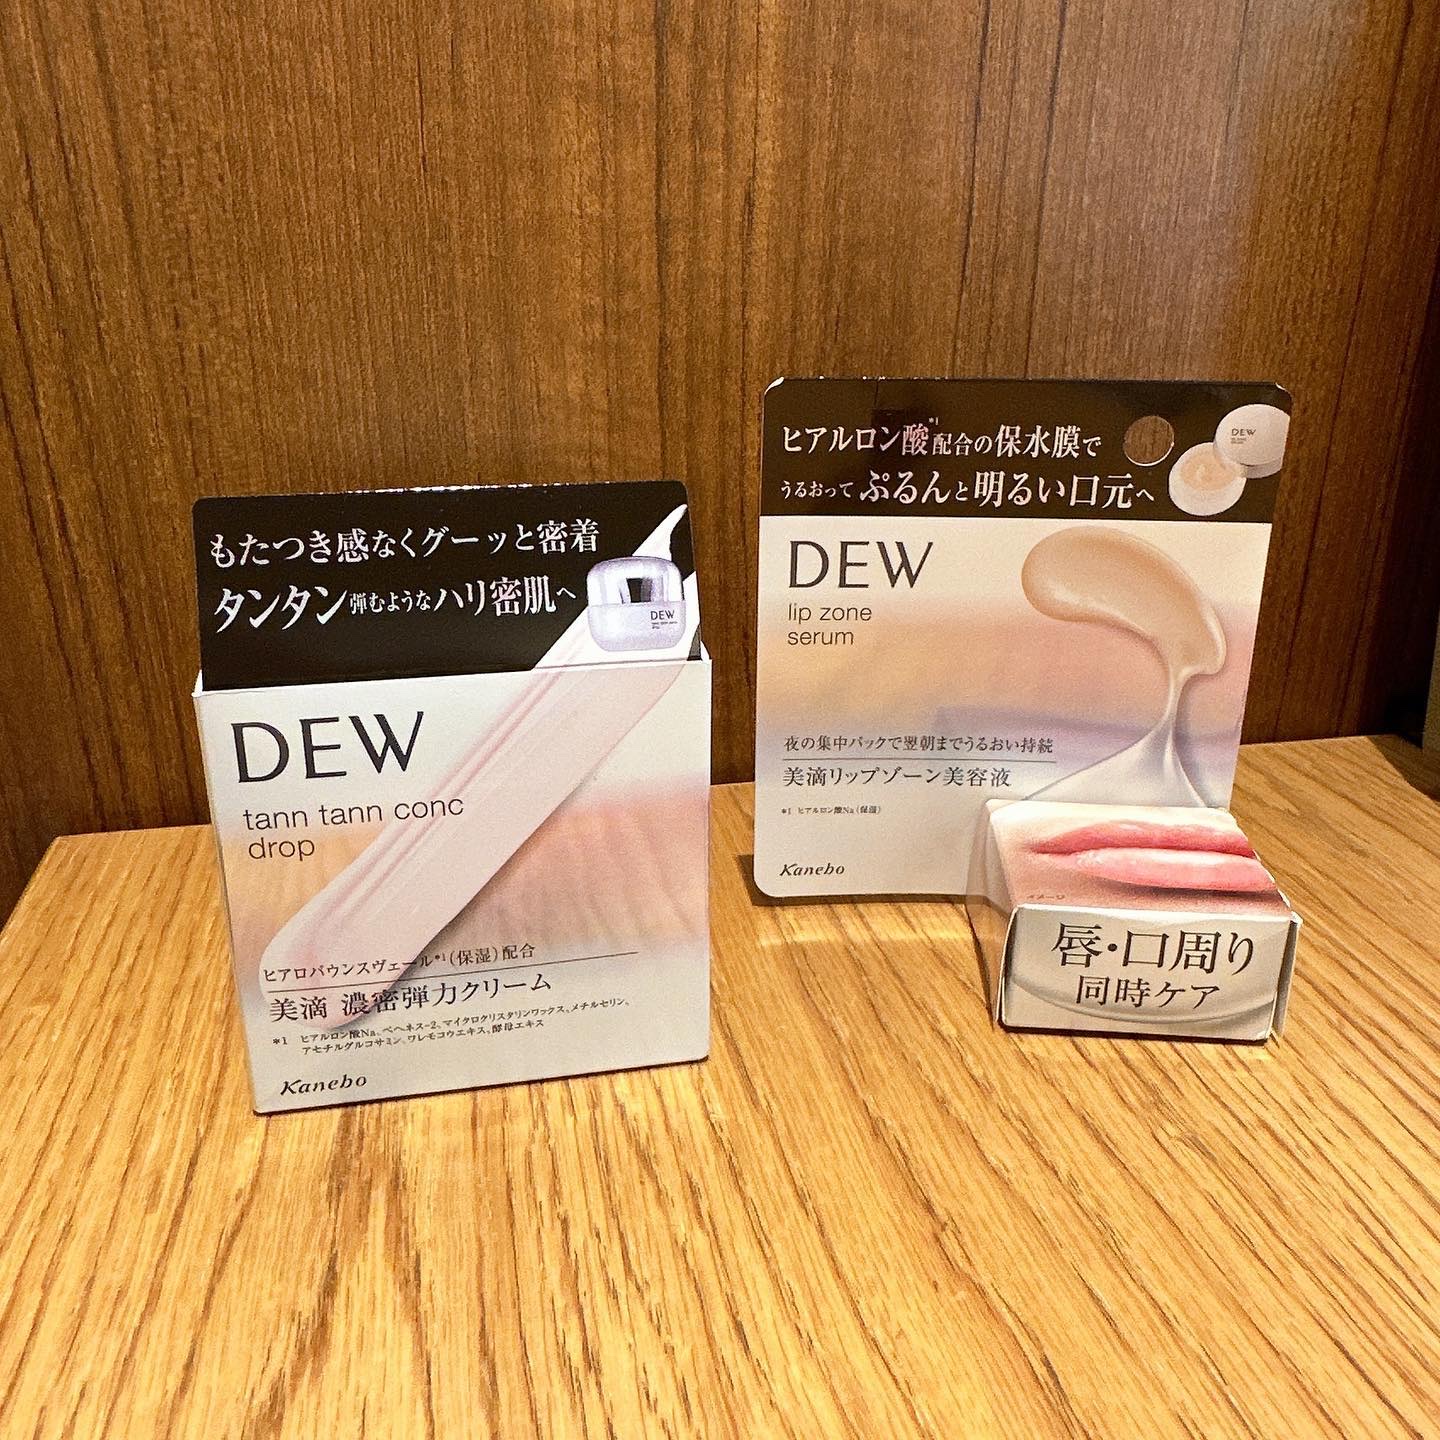 もたつき感なくグーッと密着
タンタン弾むようなハリ密肌へ
DEW
DEW
tann tann conc
drop
ヒアロバウンスヴェール*1(保湿)配合
美滴 濃密弾力クリーム
*1 ヒアルロン酸Na、ベヘネス-2、マイクロクリスタリンワックス、メチルセリン、
アセチルグルコサミン、ワレモコウエキス、酵母エキス
Kanebo
ヒアルロン酸*1配合の保水膜で
うるおって ぷるんと明るい口元へ
DEW
DEW
lip zone
serum
夜の集中パックで翌朝までうるおい持続
美滴リップゾーン美容液
*1 ヒアルロン酸Na(保湿)
Kanebo
イメージ
唇・口周り
同時ケア